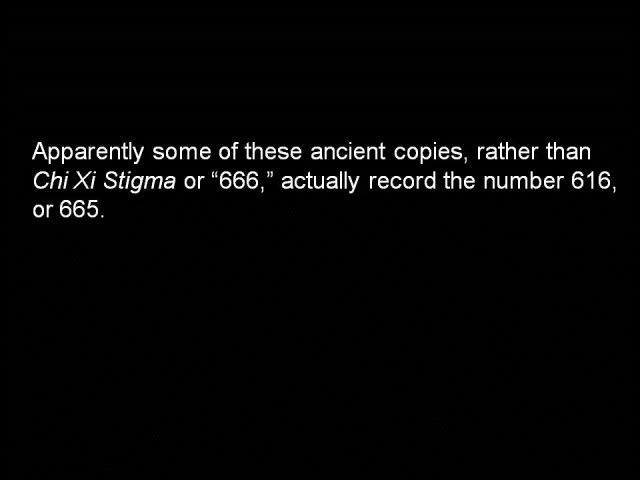 Apparently some of these ancient copies, rather than
Chi Xi Stigma or “666,” actually record the number 616,
or 665.